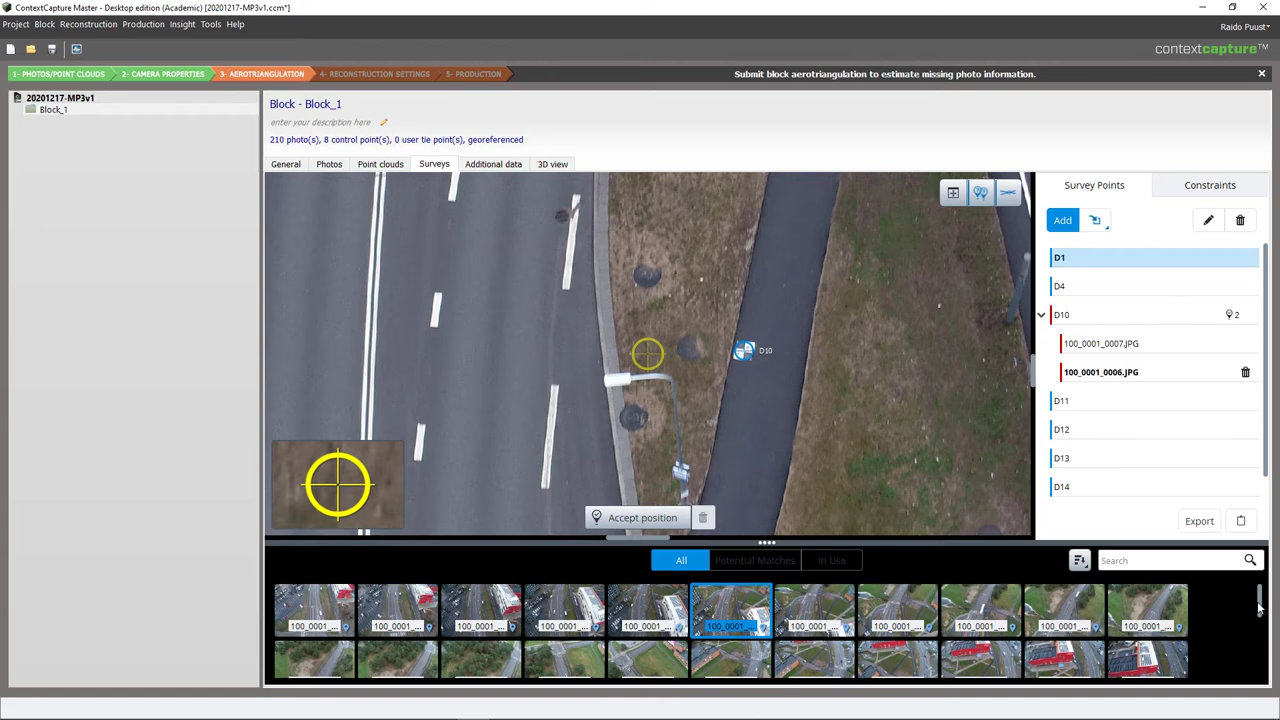 ContextCapture Master - Desktop edition (Academic) [20201217-MP3v1.ccm*]
Project Block Reconstruction Production Insight Tools Help
Raido Puust
contextcapture™
1- PHOTOS/POINT CLOUDS 2- CAMERA PROPERTIES 3- AEROTRIANGULATION 4- RECONSTRUCTION SETTINGS 5- PRODUCTION
Submit block aerotriangulation to estimate missing photo information.
20201217-MP3v1
Block_1
Block - Block_1
enter your description here
210 photo(s), 8 control point(s), 0 user tie point(s), georeferenced
General Photos Point clouds Surveys Additional data 3D view
Survey Points Constraints
Add
D1
D4
D10 2
100_0001_0007.JPG
100_0001_0006.JPG
D11
D12
D13
D14
D10
Accept position
Export
All Potential Matches In Use
Search
100_0001_... 100_0001_... 100_0001_... 100_0001_... 100_0001_... 100_0001_... 100_0001_... 100_0001_... 100_0001_... 100_0001_... 100_0001_...